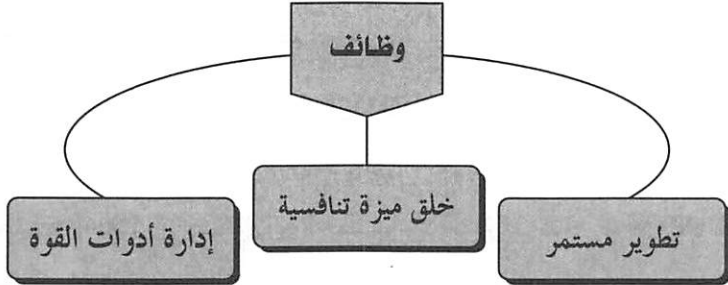 وظائف
تطوير مستمر
خلق ميزة تنافسية
إدارة أدوات القوة